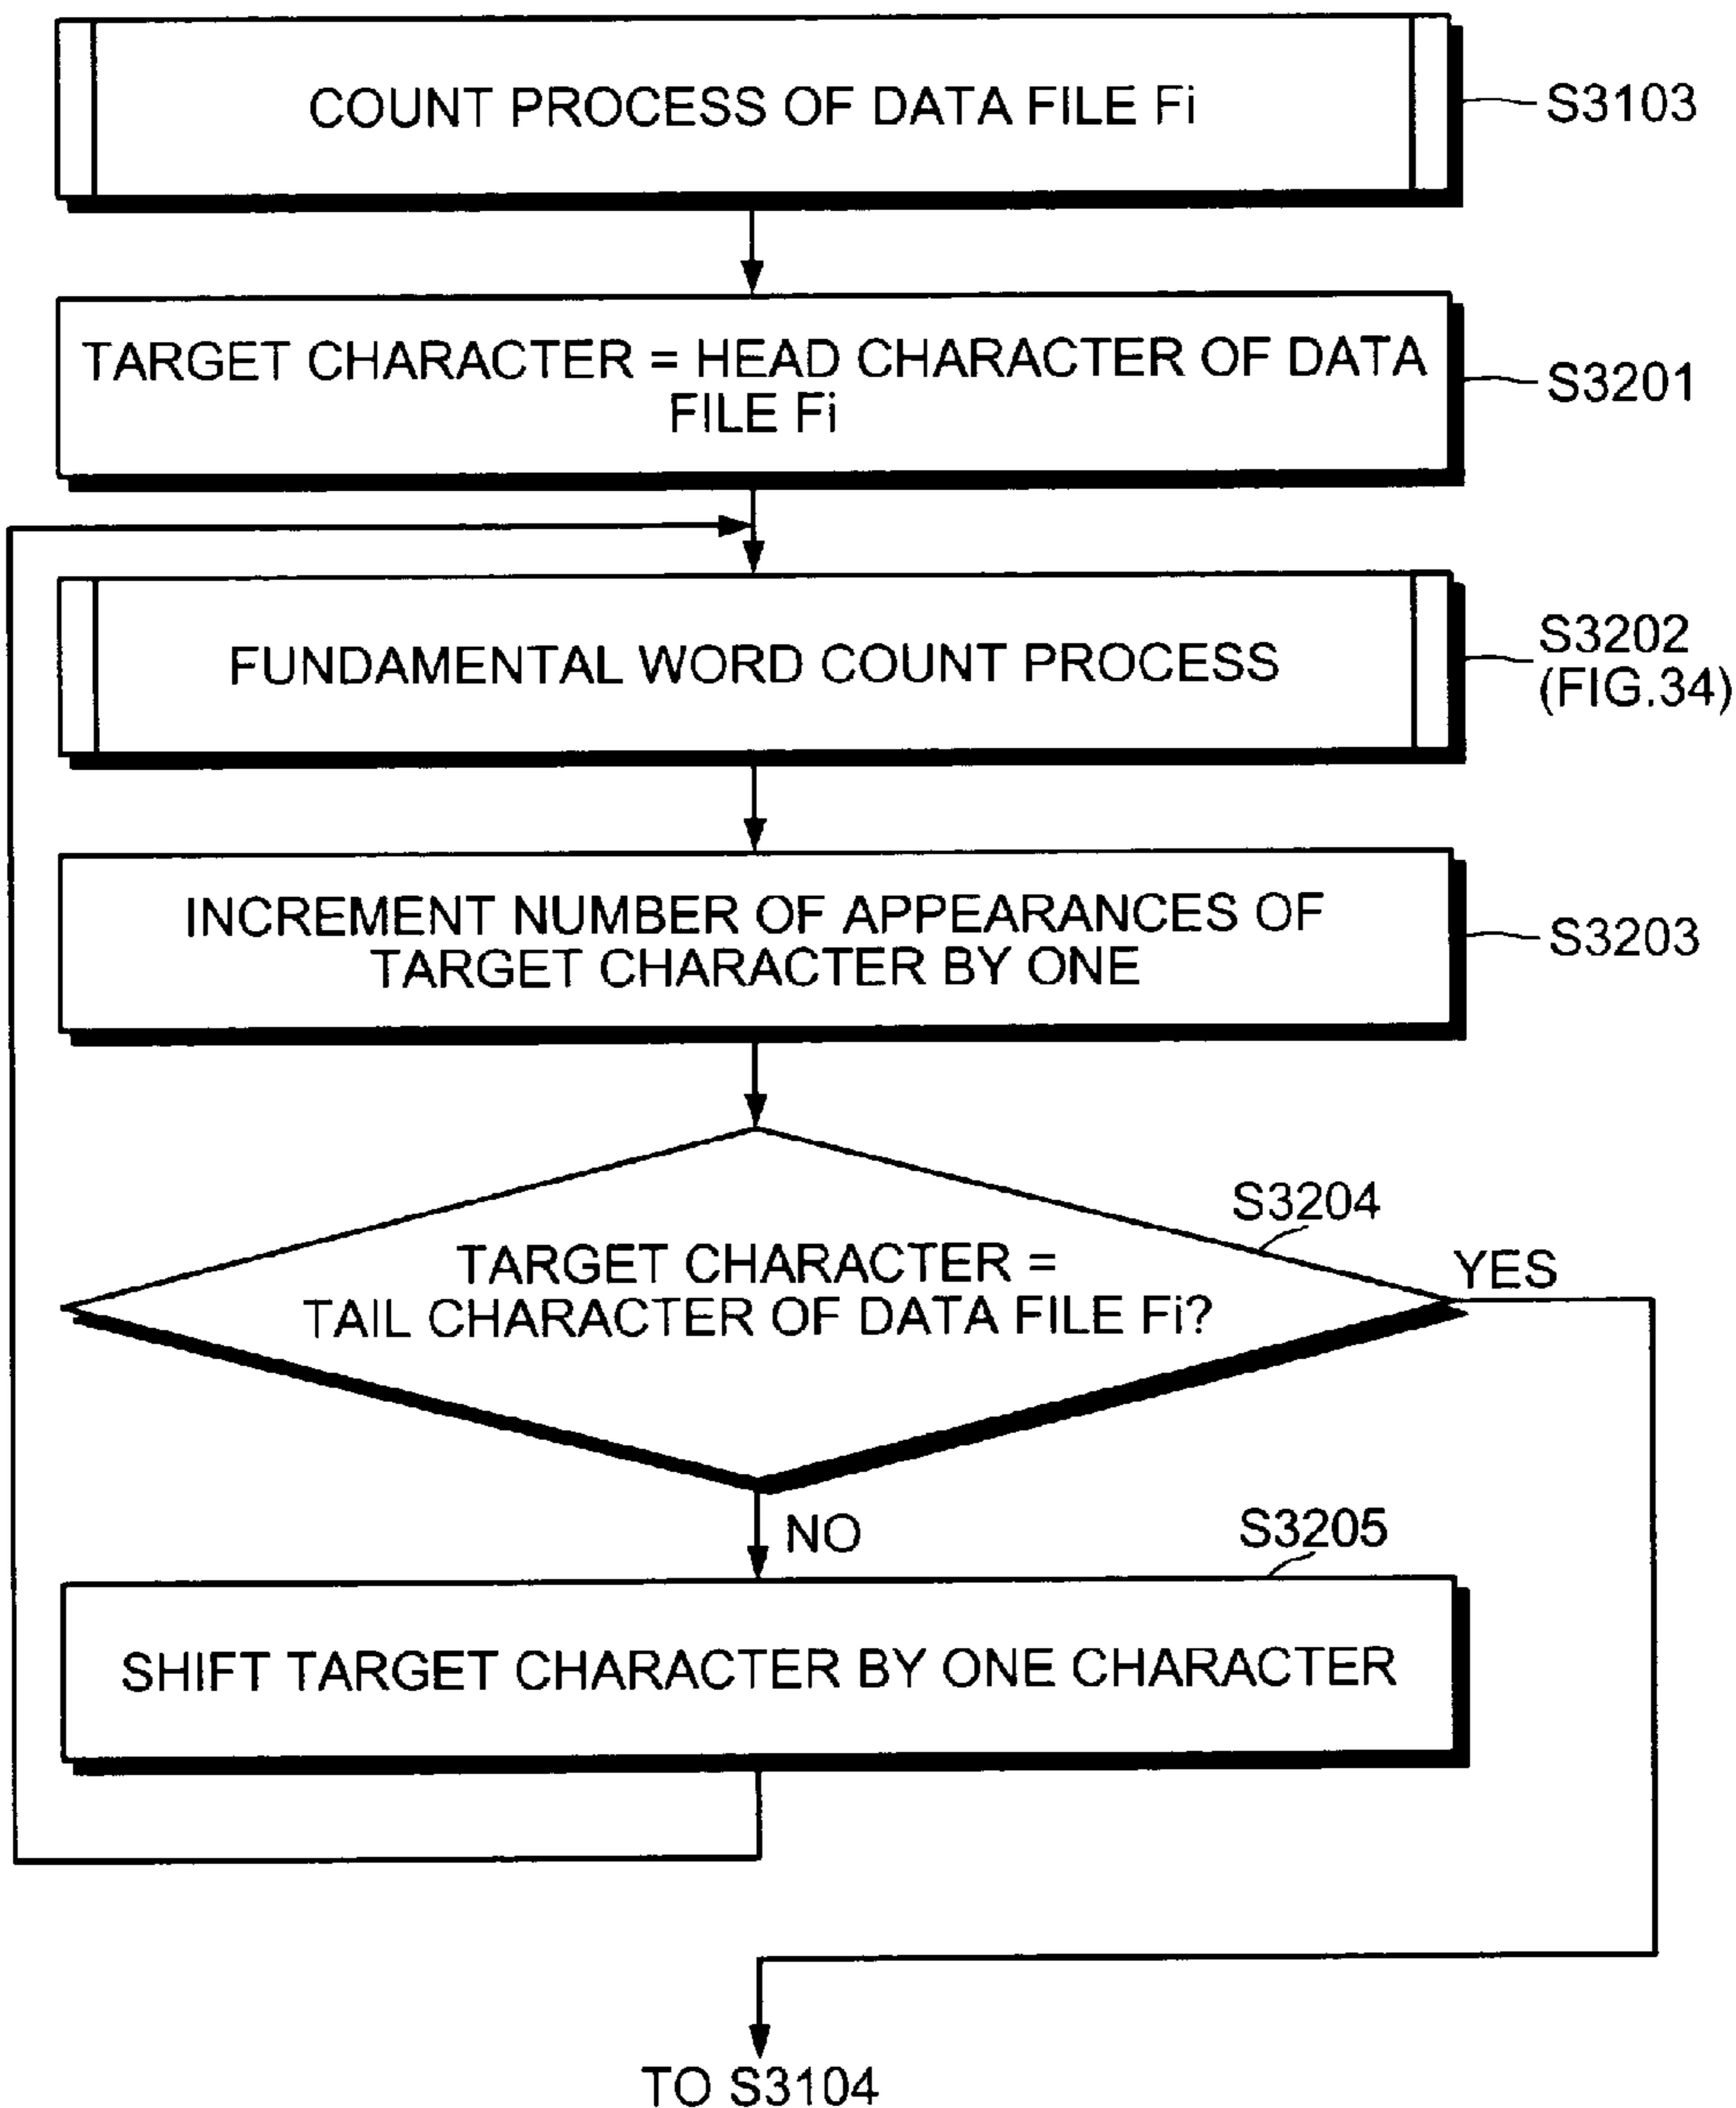 COUNT PROCESS OF DATA FILE Fi
S3103
TARGET CHARACTER = HEAD CHARACTER OF DATA
FILE Fi
S3201
FUNDAMENTAL WORD COUNT PROCESS
S3202
(FIG.34)
INCREMENT NUMBER OF APPEARANCES OF
TARGET CHARACTER BY ONE
S3203
S3204
TARGET CHARACTER =
TAIL CHARACTER OF DATA FILE Fi?
YES
NO
S3205
SHIFT TARGET CHARACTER BY ONE CHARACTER
TO S3104